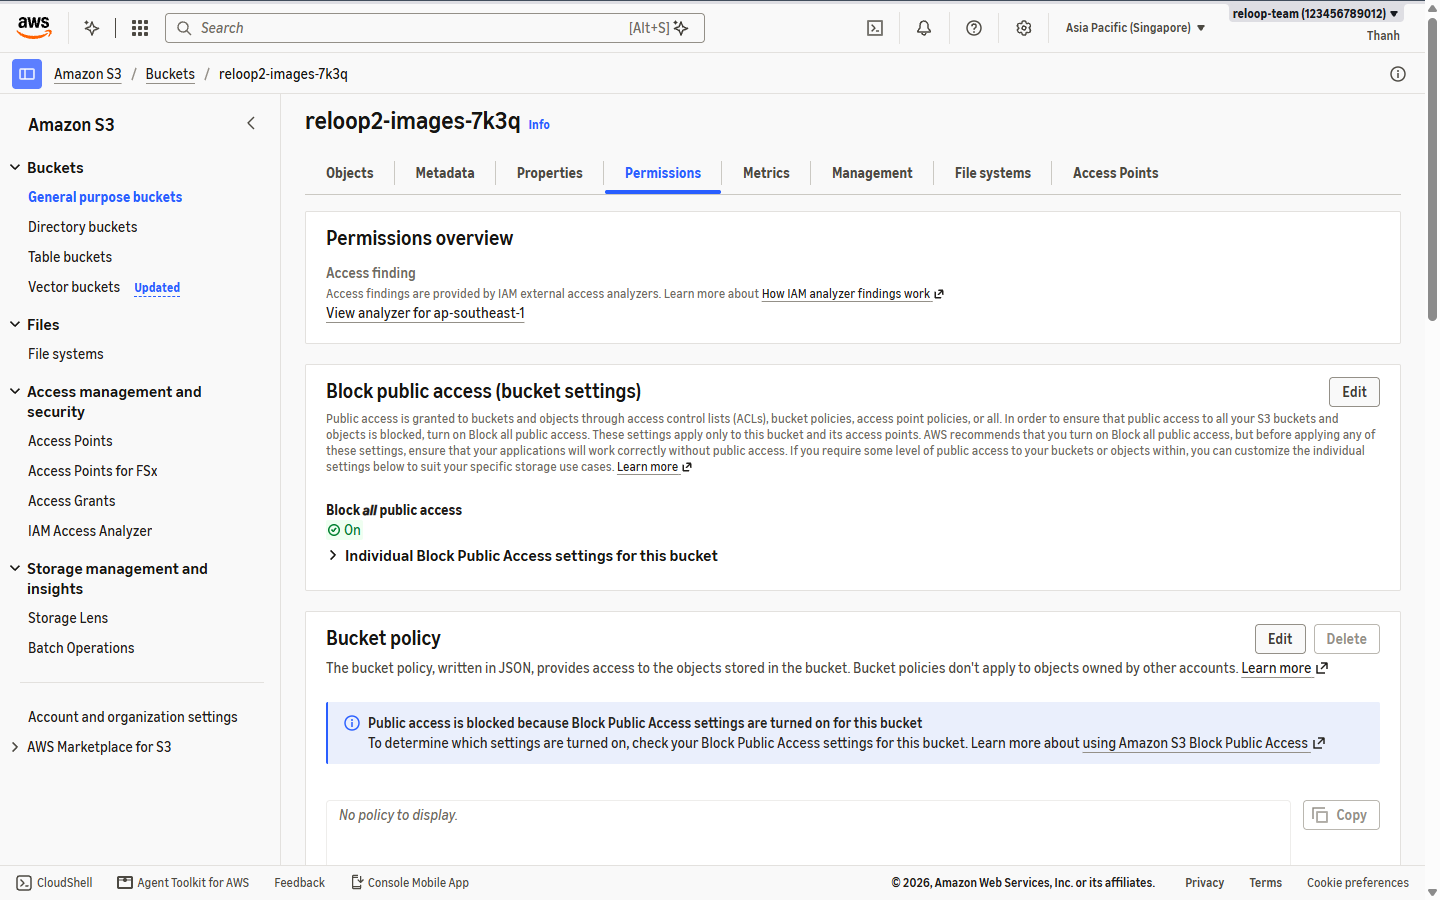 aws
Search
[Alt+S]
Asia Pacific (Singapore)
reloop-team (123456789012)
Thanh
Amazon S3 / Buckets / reloop2-images-7k3q
Amazon S3
Buckets
General purpose buckets
Directory buckets
Table buckets
Vector buckets Updated
Files
File systems
Access management and
security
Access Points
Access Points for FSx
Access Grants
IAM Access Analyzer
Storage management and
insights
Storage Lens
Batch Operations
Account and organization settings
AWS Marketplace for S3
reloop2-images-7k3q Info
Objects Metadata Properties Permissions Metrics Management File systems Access Points
Permissions overview
Access finding
Access findings are provided by IAM external access analyzers. Learn more about How IAM analyzer findings work
View analyzer for ap-southeast-1
Block public access (bucket settings)
Edit
Public access is granted to buckets and objects through access control lists (ACLs), bucket policies, access point policies, or all. In order to ensure that public access to all your S3 buckets and
objects is blocked, turn on Block all public access. These settings apply only to this bucket and its access points. AWS recommends that you turn on Block all public access, but before applying any of
these settings, ensure that your applications will work correctly without public access. If you require some level of public access to your buckets or objects within, you can customize the individual
settings below to suit your specific storage use cases. Learn more
Block all public access
On
Individual Block Public Access settings for this bucket
Bucket policy
Edit Delete
The bucket policy, written in JSON, provides access to the objects stored in the bucket. Bucket policies don't apply to objects owned by other accounts. Learn more
Public access is blocked because Block Public Access settings are turned on for this bucket
To determine which settings are turned on, check your Block Public Access settings for this bucket. Learn more about using Amazon S3 Block Public Access
No policy to display.
Copy
CloudShell Agent Toolkit for AWS Feedback Console Mobile App
© 2026, Amazon Web Services, Inc. or its affiliates. Privacy Terms Cookie preferences